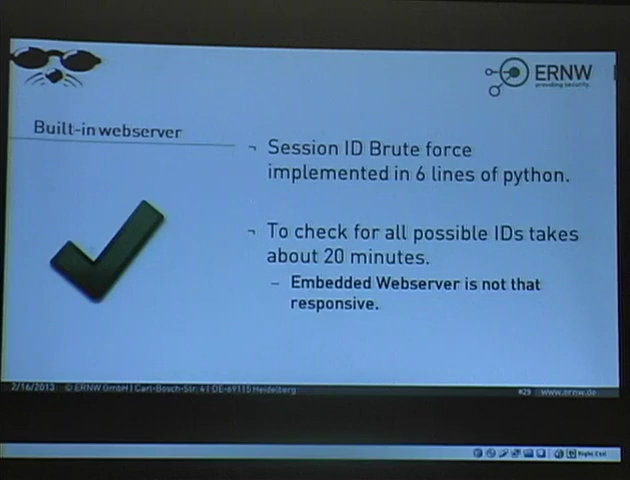 ERNW
providing security.
Built-in webserver
¬ Session ID Brute force
implemented in 6 lines of python.
¬ To check for all possible IDs takes
about 20 minutes.
– Embedded Webserver is not that
responsive.
2/16/2013 © ERNW GmbH | Carl-Bosch-Str. 4 | DE-69115 Heidelberg #29 www.ernw.de
Right Ctrl